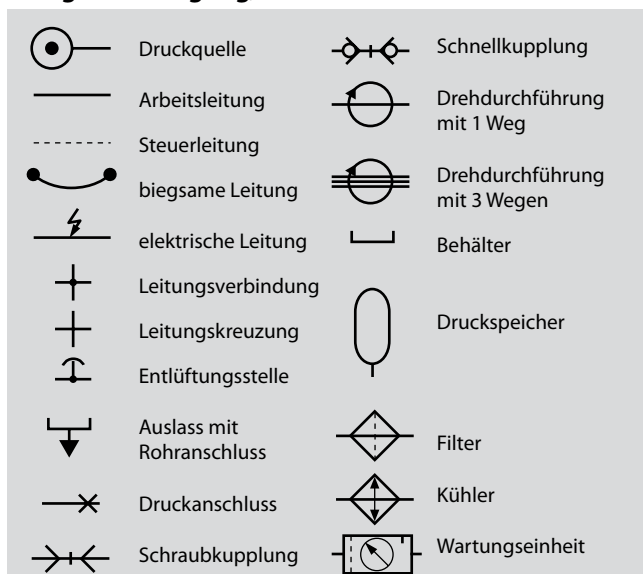 Druckquelle
Arbeitsleitung
Steuerleitung
biegsame Leitung
elektrische Leitung
Leitungsverbindung
Leitungskreuzung
Entlüftungsstelle
Auslass mit
Rohranschluss
Druckanschluss
Schraubkupplung
Schnellkupplung
Drehdurchführung
mit 1 Weg
Drehdurchführung
mit 3 Wegen
Behälter
Druckspeicher
Filter
Kühler
Wartungseinheit